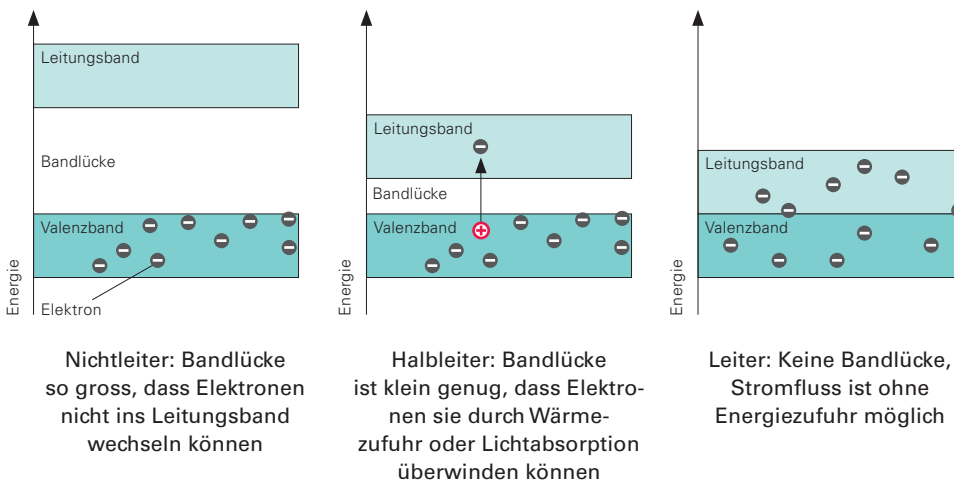 Leitungsband
Bandlücke
Valenzband
Elektron
Energie
Nichtleiter: Bandlücke
so gross, dass Elektronen
nicht ins Leitungsband
wechseln können
Leitungsband
Bandlücke
Valenzband
Energie
Halbleiter: Bandlücke
ist klein genug, dass Elektro-
nen sie durch Wärme-
zufuhr oder Lichtabsorption
überwinden können
Leitungsband
Valenzband
Energie
Leiter: Keine Bandlücke,
Stromfluss ist ohne
Energiezufuhr möglich